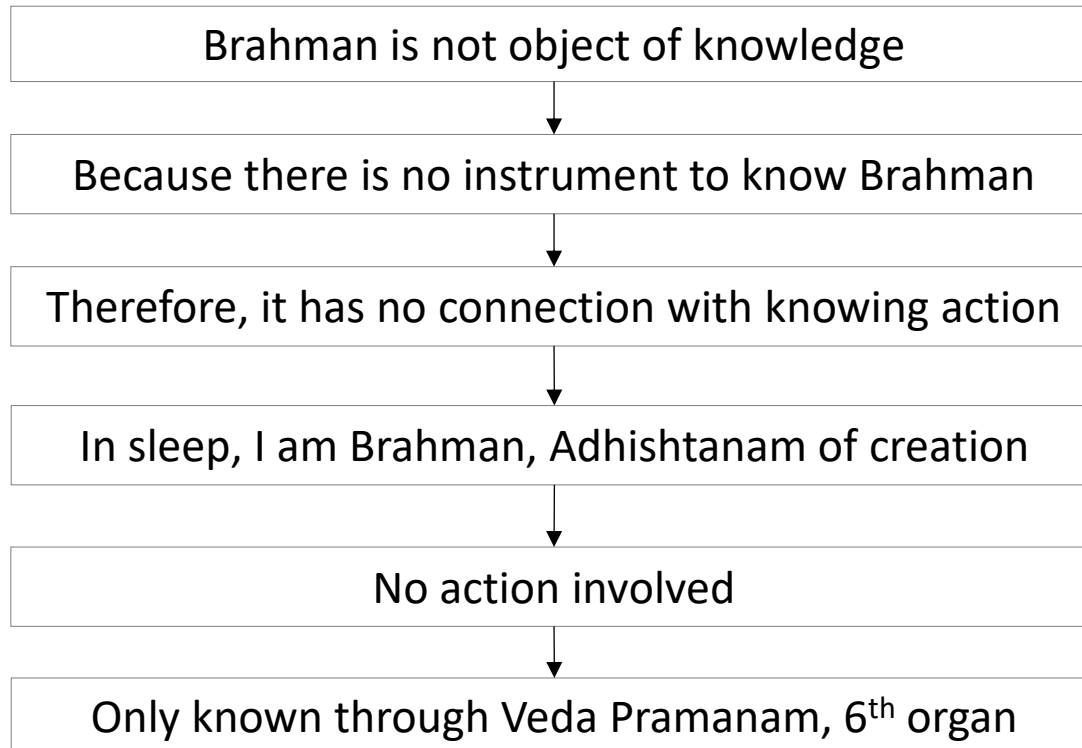 Brahman is not object of knowledge
Because there is no instrument to know Brahman
Therefore, it has no connection with knowing action
In sleep, I am Brahman, Adhishtanam of creation
No action involved
Only known through Veda Pramanam, 6th organ